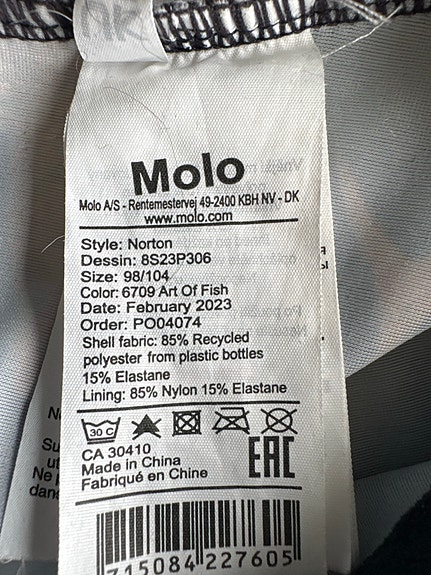 Molo
Molo A/S - Rentemestervej 49-2400 KBH NV - DK
www.molo.com
Style: Norton
Dessin: 8S23P306
Size: 98/104
Color: 6709 Art Of Fish
Date: February 2023
Order: PO04074
Shell fabric: 85% Recycled
polyester from plastic bottles
15% Elastane
Lining: 85% Nylon 15% Elastane
30 C
CA 30410
Made in China
Fabriqué en Chine
EAC
715084 227605